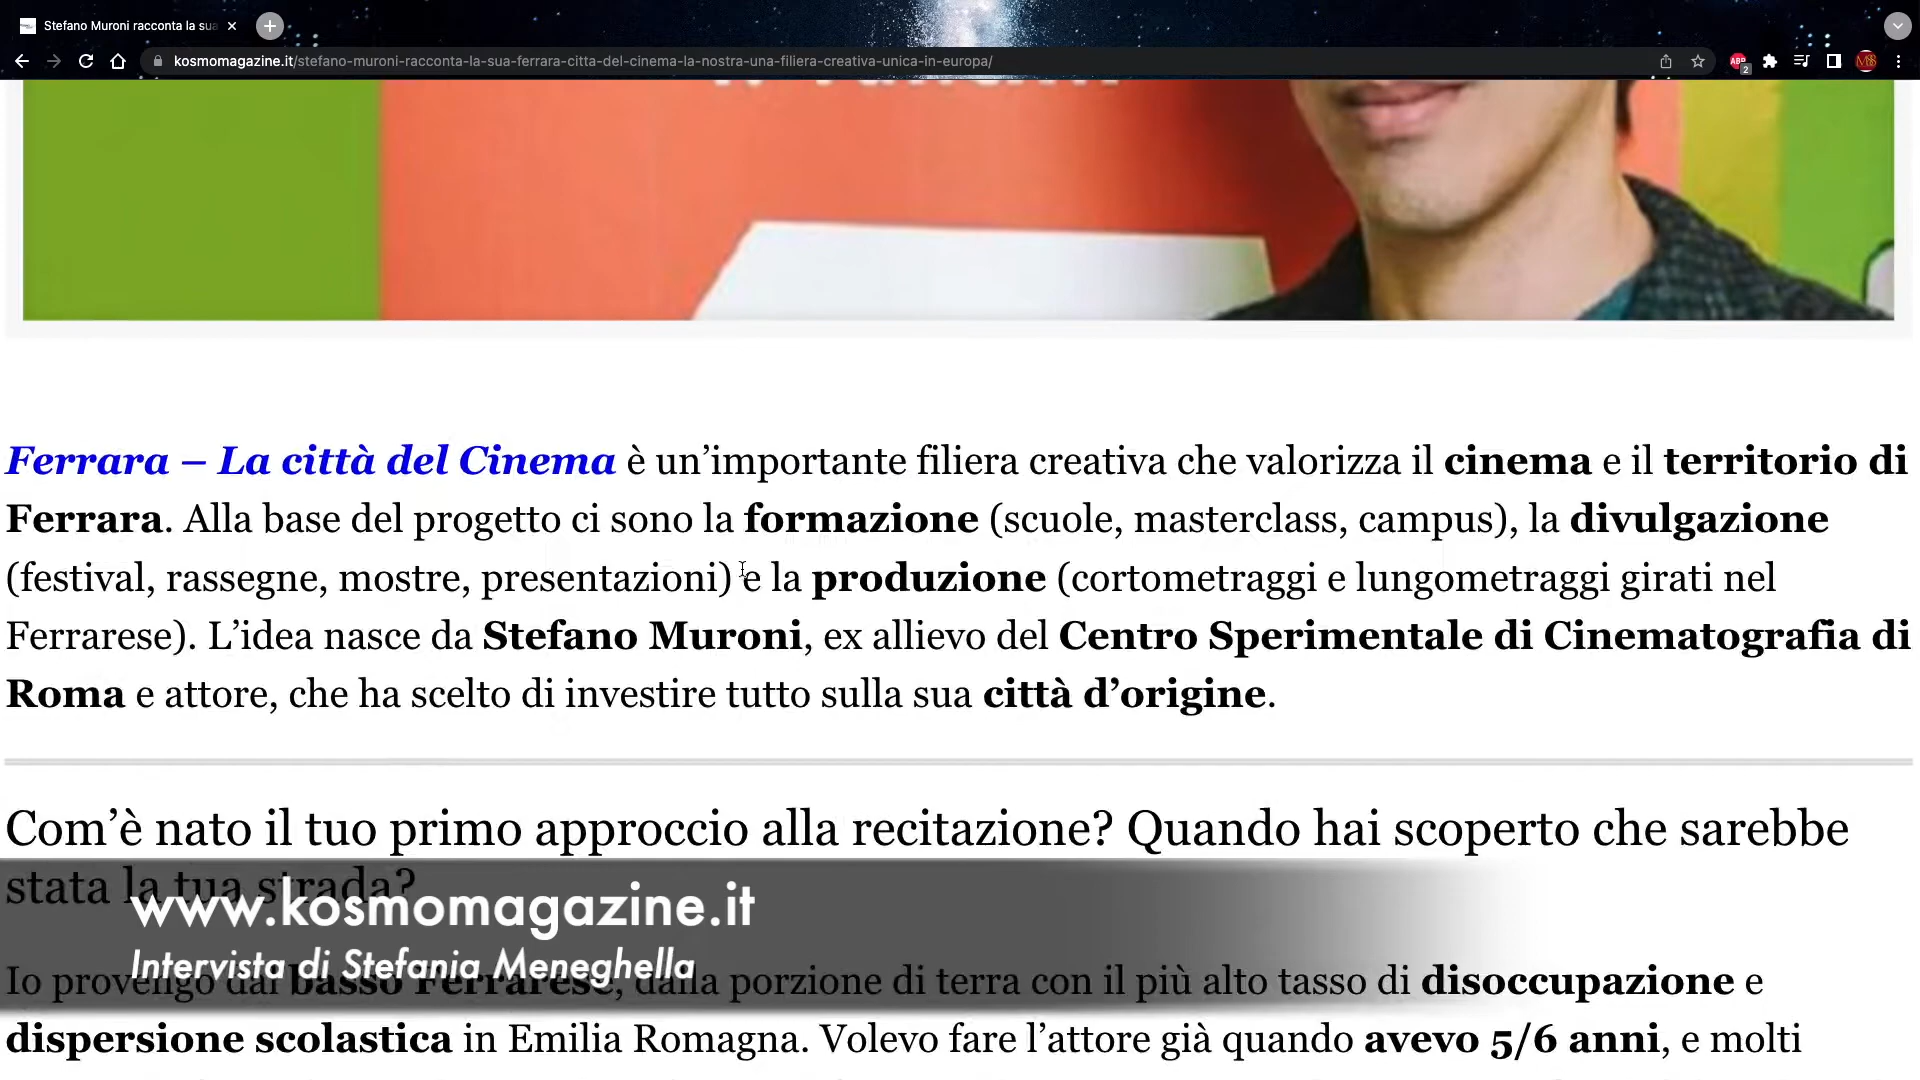 Stefano Muroni racconta la sua
kosmomagazine.it/stefano-muroni-racconta-la-sua-ferrara-citta-del-cinema-la-nostra-una-filiera-creativa-unica-in-europa/
ABP
2
Ferrara – La città del Cinema è un’importante filiera creativa che valorizza il cinema e il territorio di
Ferrara. Alla base del progetto ci sono la formazione (scuole, masterclass, campus), la divulgazione
(festival, rassegne, mostre, presentazioni) e la produzione (cortometraggi e lungometraggi girati nel
Ferrarese). L’idea nasce da Stefano Muroni, ex allievo del Centro Sperimentale di Cinematografia di
Roma e attore, che ha scelto di investire tutto sulla sua città d’origine.
Com’è nato il tuo primo approccio alla recitazione? Quando hai scoperto che sarebbe
stata la tua strada?
www.kosmomagazine.it
Intervista di Stefania Meneghella
Io provengo dal basso Ferrarese, dalla porzione di terra con il più alto tasso di disoccupazione e
dispersione scolastica in Emilia Romagna. Volevo fare l’attore già quando avevo 5/6 anni, e molti